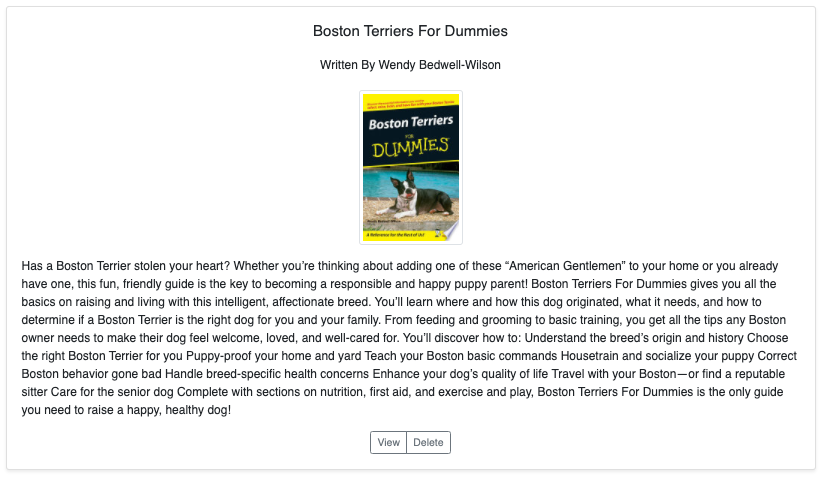 Boston Terriers For Dummies
Written By Wendy Bedwell-Wilson
Boston Terriers
FOR
DUMMIES
A Reference for the Rest of Us!
Has a Boston Terrier stolen your heart? Whether you’re thinking about adding one of these “American Gentlemen” to your home or you already
have one, this fun, friendly guide is the key to becoming a responsible and happy puppy parent! Boston Terriers For Dummies gives you all the
basics on raising and living with this intelligent, affectionate breed. You’ll learn where and how this dog originated, what it needs, and how to
determine if a Boston Terrier is the right dog for you and your family. From feeding and grooming to basic training, you get all the tips any Boston
owner needs to make their dog feel welcome, loved, and well-cared for. You’ll discover how to: Understand the breed’s origin and history Choose
the right Boston Terrier for you Puppy-proof your home and yard Teach your Boston basic commands Housetrain and socialize your puppy Correct
Boston behavior gone bad Handle breed-specific health concerns Enhance your dog’s quality of life Travel with your Boston—or find a reputable
sitter Care for the senior dog Complete with sections on nutrition, first aid, and exercise and play, Boston Terriers For Dummies is the only guide
you need to raise a happy, healthy dog!
View
Delete